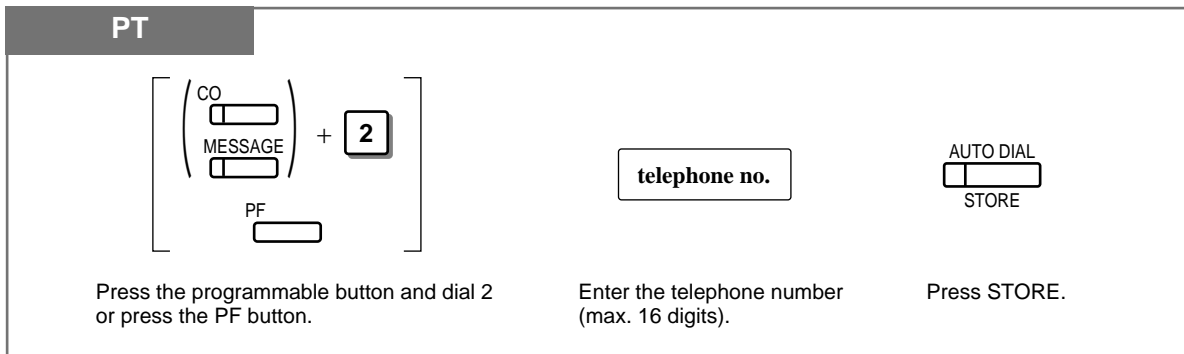 PT
CO
MESSAGE
+ 2
PF
telephone no.
AUTO DIAL
STORE
Press the programmable button and dial 2
or press the PF button.
Enter the telephone number
(max. 16 digits).
Press STORE.